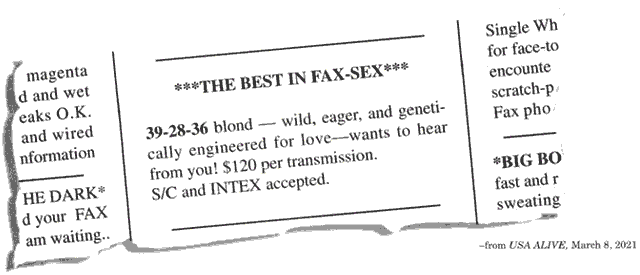 magenta
d and wet
eaks O.K.
and wired
nformation
HE DARK*
d your FAX
am waiting..
***THE BEST IN FAX-SEX***
39-28-36 blond — wild, eager, and geneti-
cally engineered for love—wants to hear
from you! $120 per transmission.
S/C and INTEX accepted.
Single Wh
for face-to
encounte
scratch-p
Fax pho
*BIG BO
fast and r
sweating
–from USA ALIVE, March 8, 2021